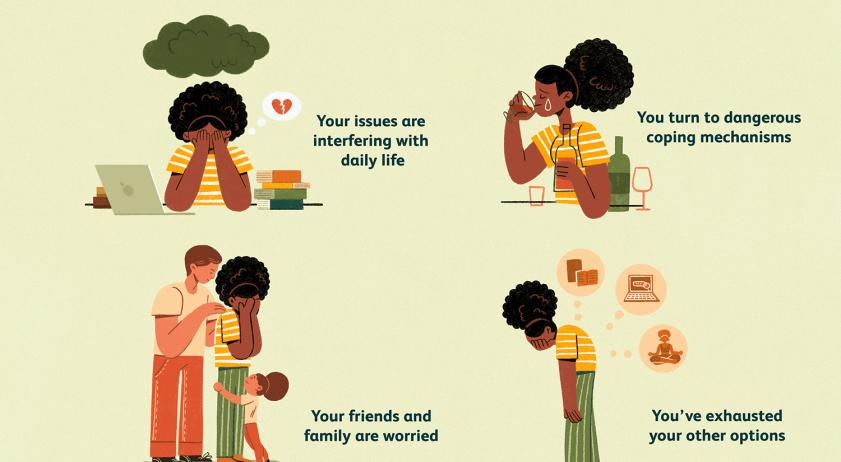 Your issues are
interfering with
daily life
You turn to dangerous
coping mechanisms
Your friends and
family are worried
You’ve exhausted
your other options